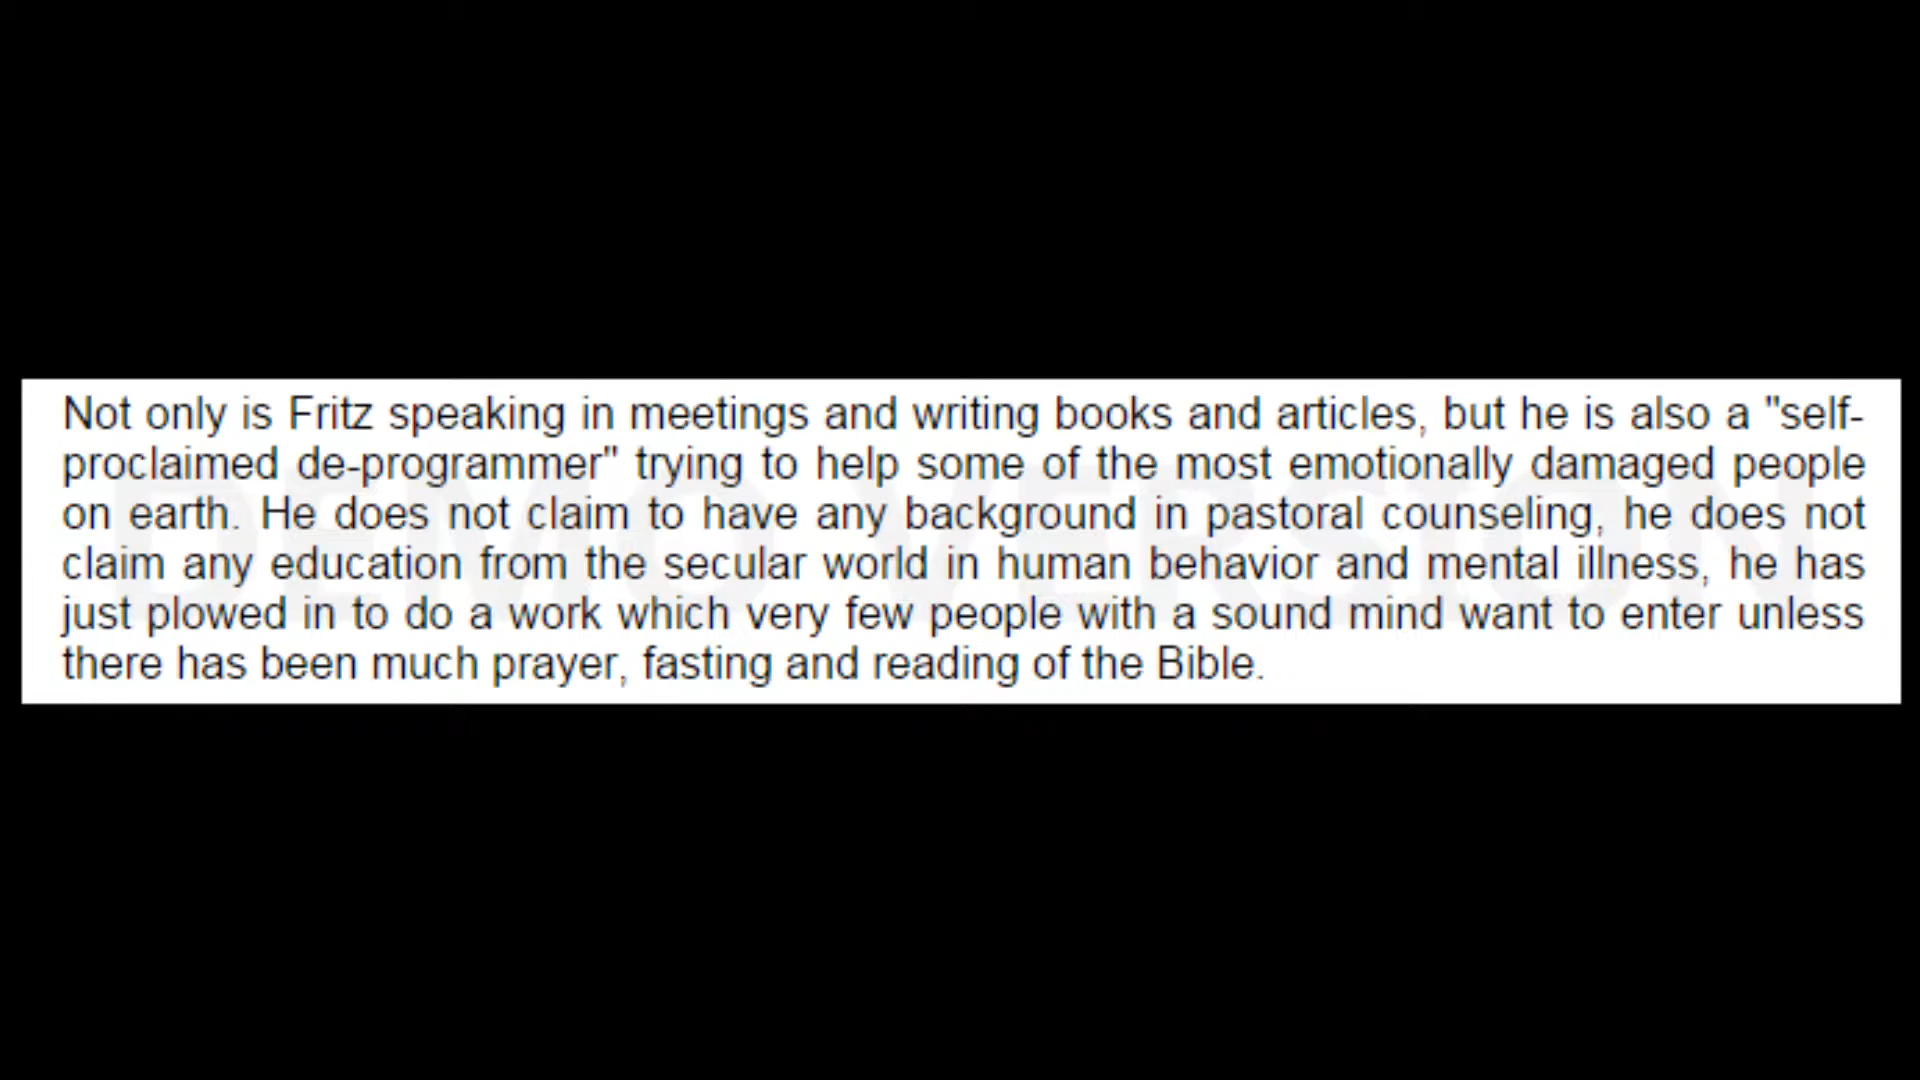 Not only is Fritz speaking in meetings and writing books and articles, but he is also a "self-
proclaimed de-programmer" trying to help some of the most emotionally damaged people
on earth. He does not claim to have any background in pastoral counseling, he does not
claim any education from the secular world in human behavior and mental illness, he has
just plowed in to do a work which very few people with a sound mind want to enter unless
there has been much prayer, fasting and reading of the Bible.
DEMO VERSION